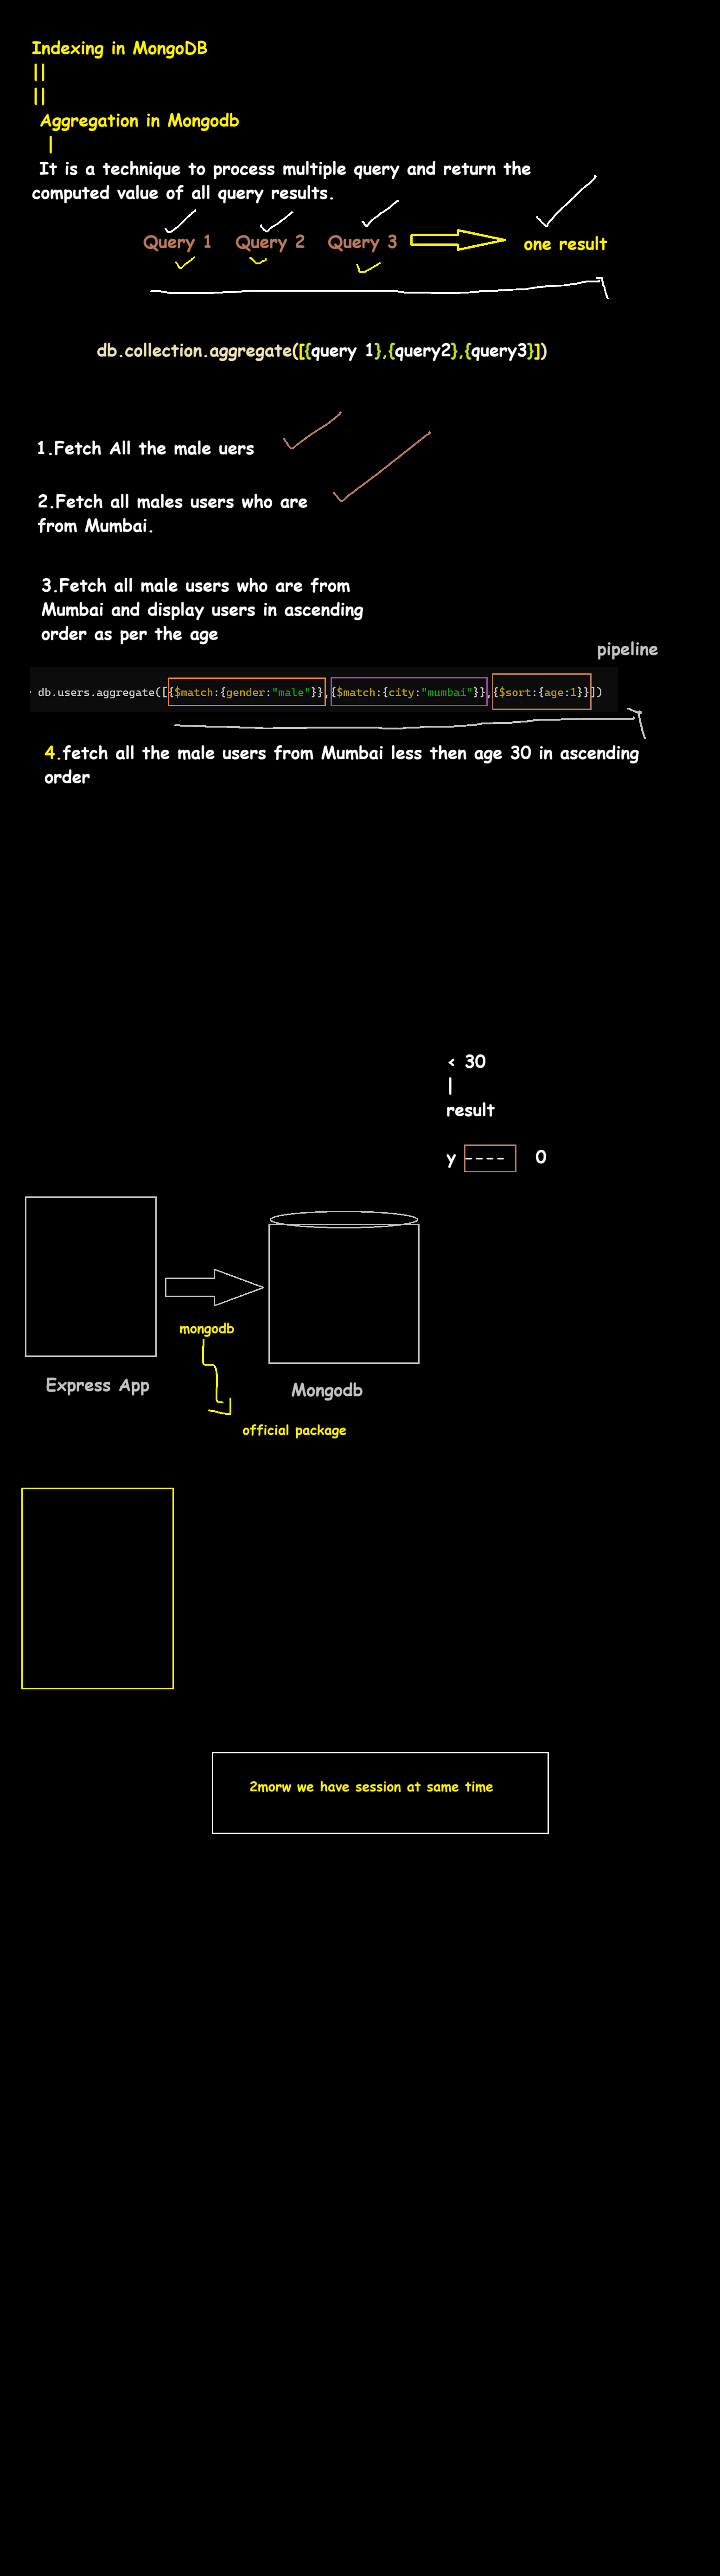 Indexing in MongoDB
||
||
Aggregation in Mongodb
|
It is a technique to process multiple query and return the
computed value of all query results.
Query 1 Query 2 Query 3 one result
db.collection.aggregate([{query 1},{query2},{query3}])
1.Fetch All the male uers
2.Fetch all males users who are
from Mumbai.
3.Fetch all male users who are from
Mumbai and display users in ascending
order as per the age
pipeline
db.users.aggregate([{$match:{gender:"male"}},{$match:{city:"mumbai"}},{$sort:{age:1}}])
4.fetch all the male users from Mumbai less then age 30 in ascending
order
< 30
|
result
y ---- 0
mongodb
Express App
Mongodb
official package
2morw we have session at same time